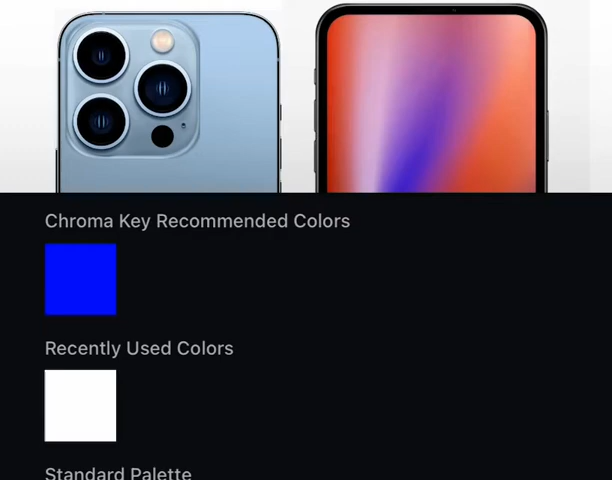 Chroma Key Recommended Colors
Recently Used Colors
Standard Palette